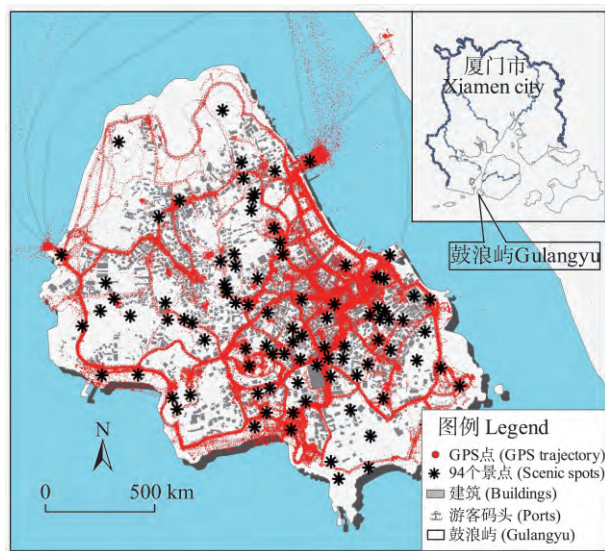 厦门市
Xjamen city
鼓浪屿Gulangyu
N
0 500 km
图例 Legend
GPS点 (GPS trajectory)
94个景点 (Scenic spots)
建筑 (Buildings)
游客码头 (Ports)
鼓浪屿 (Gulangyu)